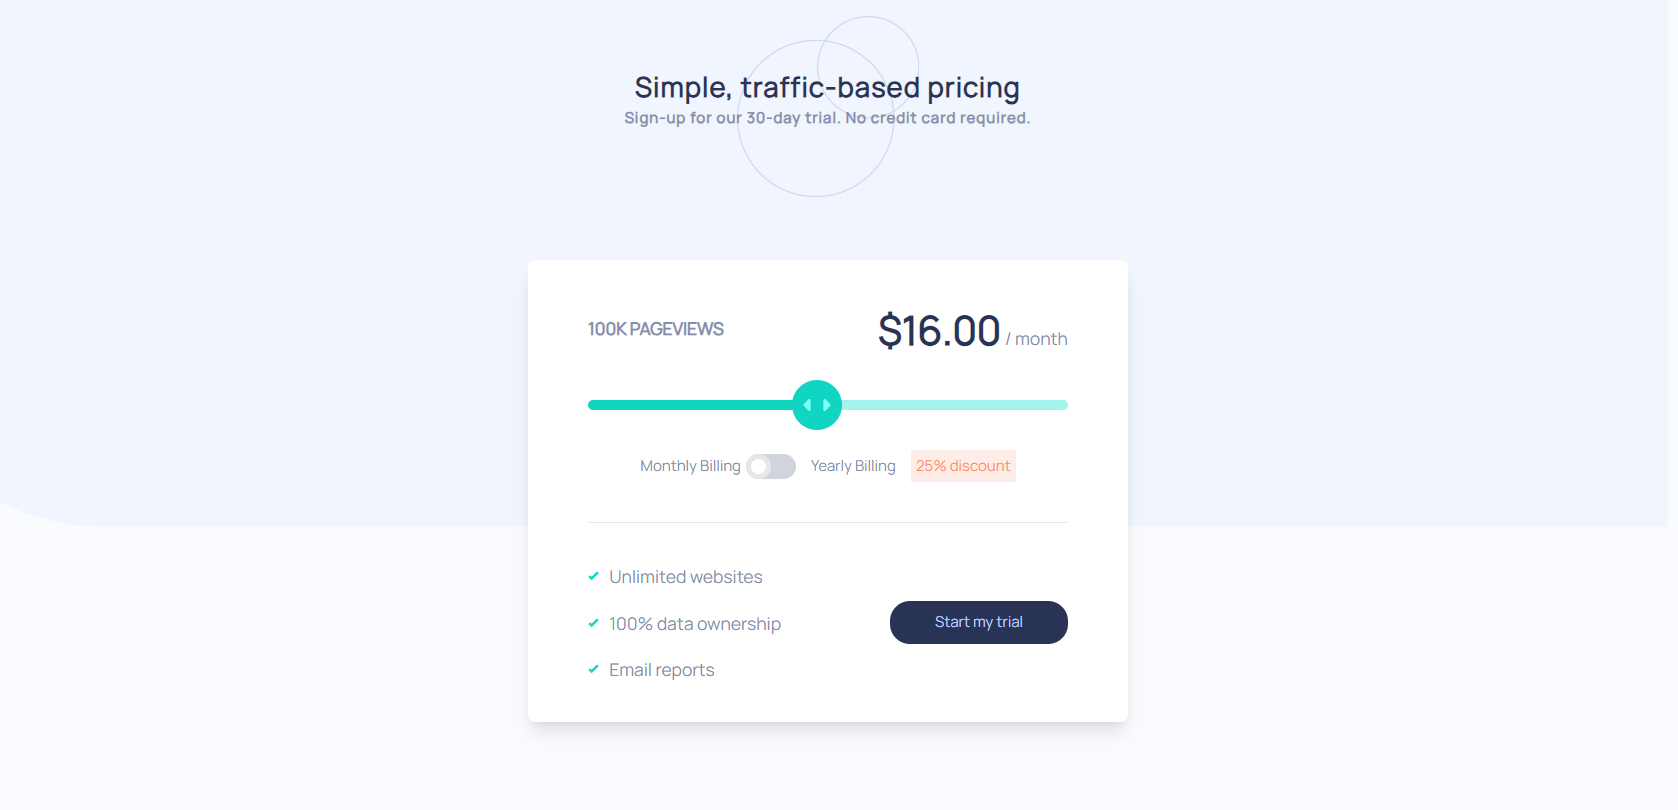 Simple, traffic-based pricing
Sign-up for our 30-day trial. No credit card required.
100K PAGEVIEWS
$16.00 / month
Monthly Billing
Yearly Billing
25% discount
Unlimited websites
100% data ownership
Email reports
Start my trial